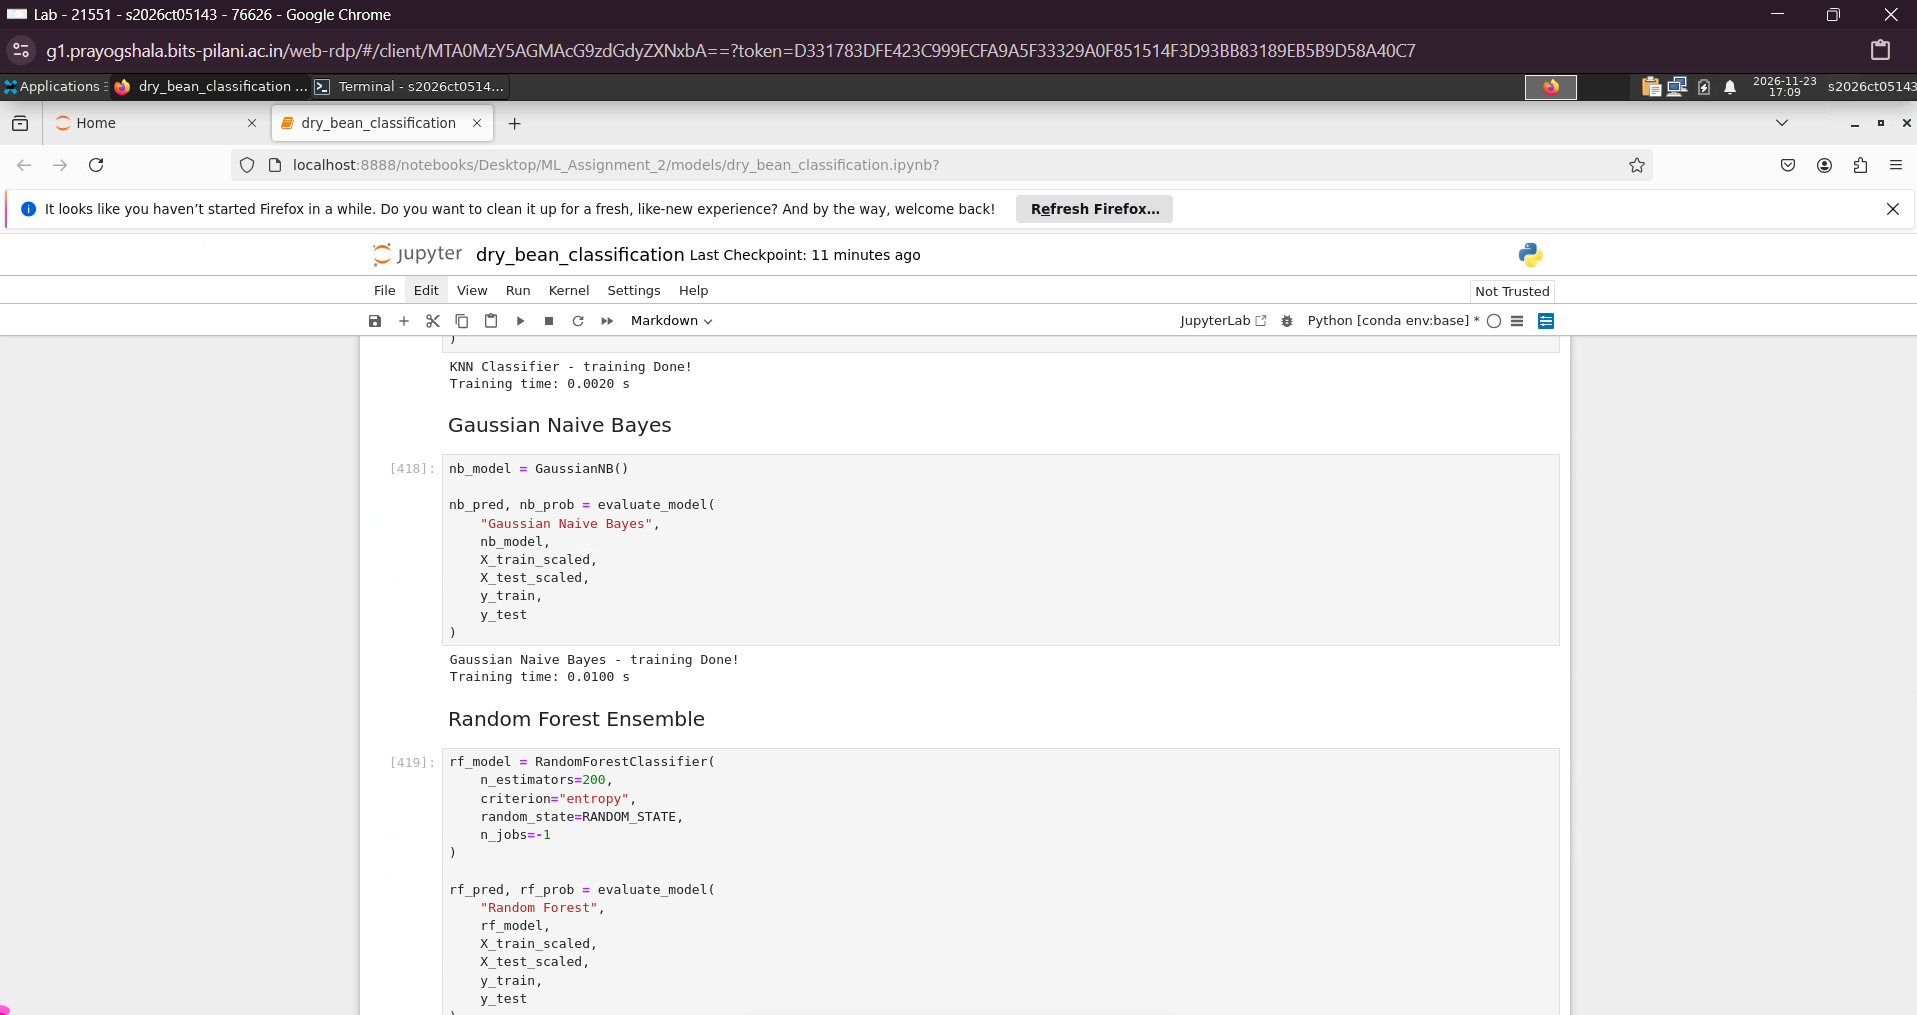 Lab - 21551 - s2026ct05143 - 76626 - Google Chrome
g1.prayogshala.bits-pilani.ac.in/web-rdp/#/client/MTA0MzY5AGMAcG9zdGdyZXNxbA==?token=D331783DFE423C999ECFA9A5F33329A0F851514F3D93BB83189EB5B9D58A40C7
Applications dry_bean_classification ... Terminal - s2026ct0514... 2026-11-23 s2026ct05143
17:09
Home dry_bean_classification
localhost:8888/notebooks/Desktop/ML_Assignment_2/models/dry_bean_classification.ipynb?
It looks like you haven’t started Firefox in a while. Do you want to clean it up for a fresh, like-new experience? And by the way, welcome back! Refresh Firefox...
jupyter dry_bean_classification Last Checkpoint: 11 minutes ago
File Edit View Run Kernel Settings Help Not Trusted
Markdown JupyterLab Python [conda env:base] *
)
KNN Classifier - training Done!
Training time: 0.0020 s
Gaussian Naive Bayes
[418]: nb_model = GaussianNB()
nb_pred, nb_prob = evaluate_model(
"Gaussian Naive Bayes",
nb_model,
X_train_scaled,
X_test_scaled,
y_train,
y_test
)
Gaussian Naive Bayes - training Done!
Training time: 0.0100 s
Random Forest Ensemble
[419]: rf_model = RandomForestClassifier(
n_estimators=200,
criterion="entropy",
random_state=RANDOM_STATE,
n_jobs=-1
)
rf_pred, rf_prob = evaluate_model(
"Random Forest",
rf_model,
X_train_scaled,
X_test_scaled,
y_train,
y_test
)